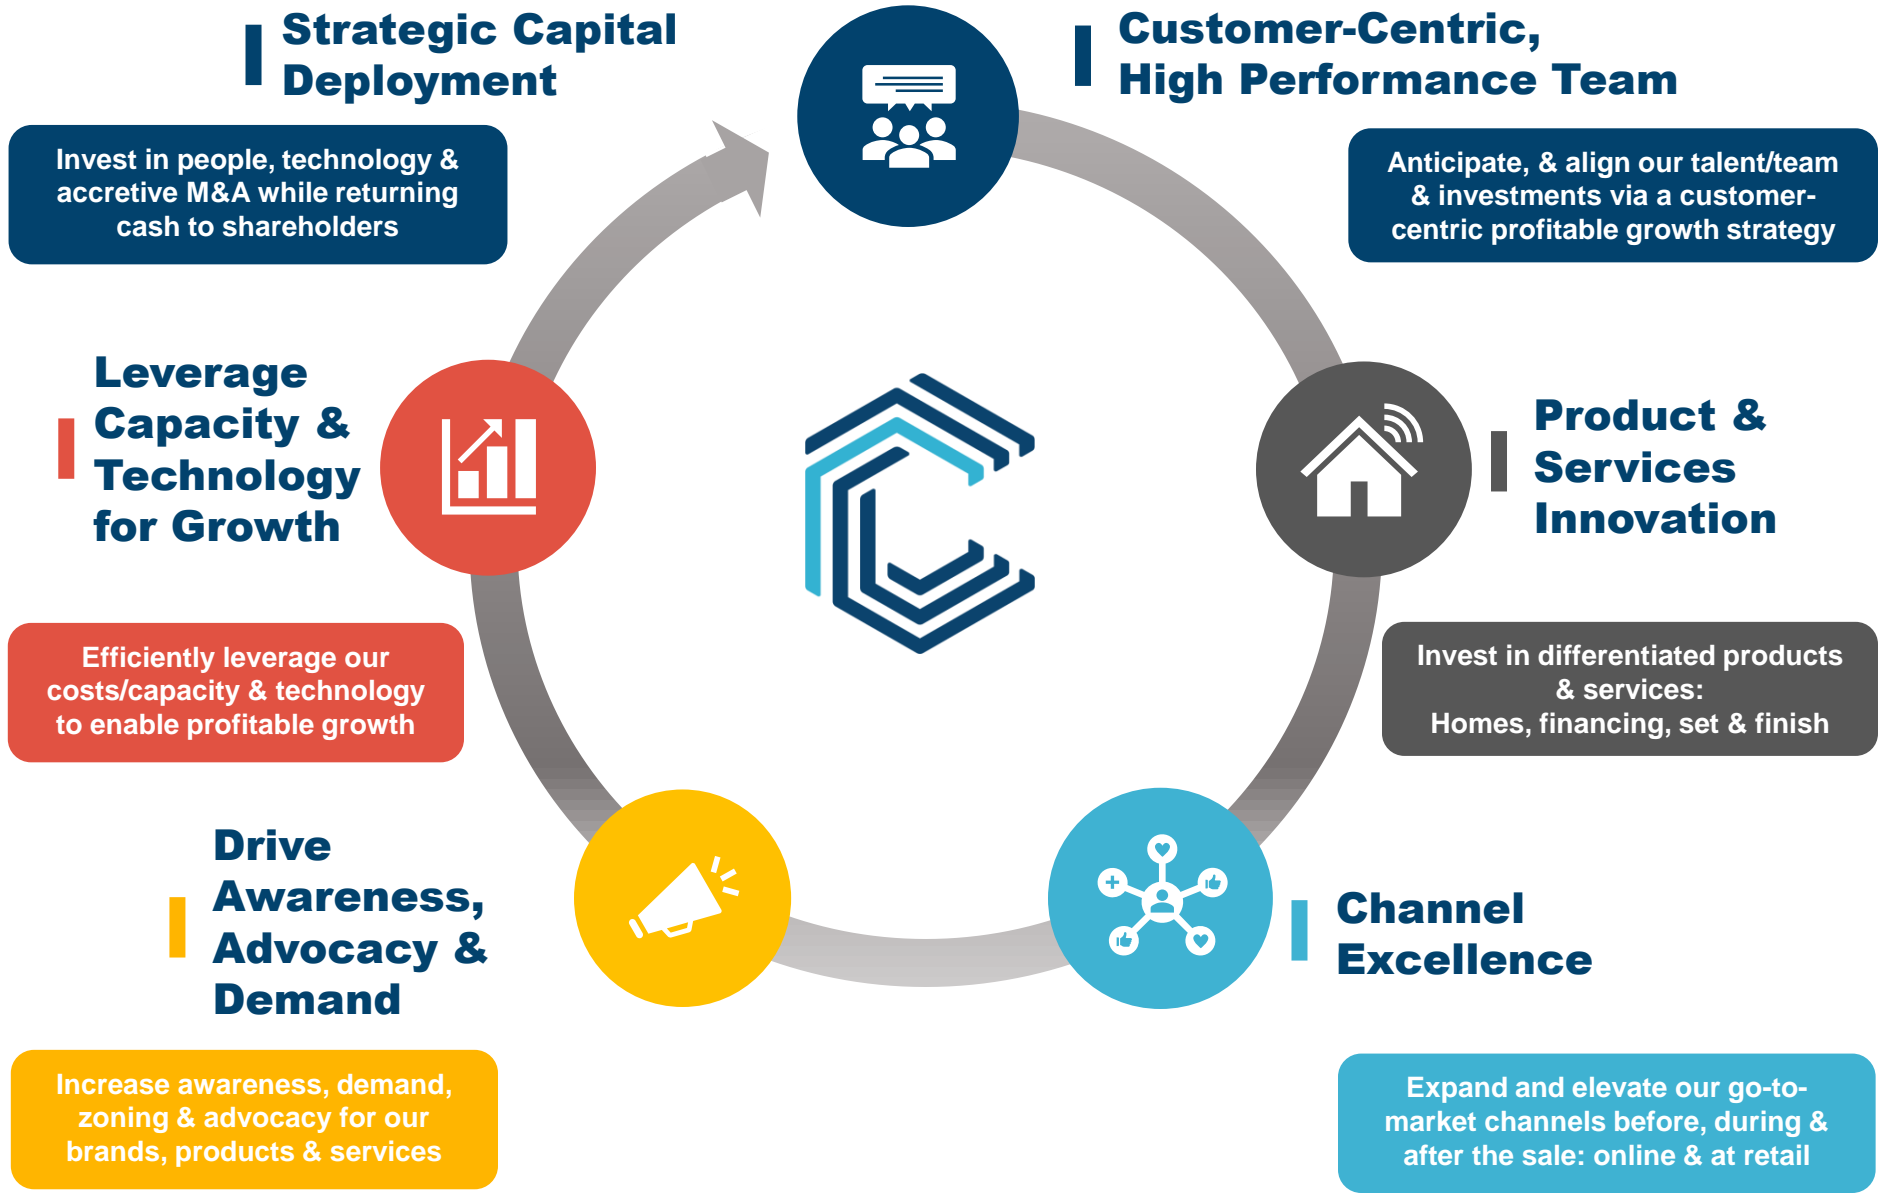 Strategic Capital
Deployment
Invest in people, technology &
accretive M&A while returning
cash to shareholders
Customer-Centric,
High Performance Team
Anticipate, & align our talent/team
& investments via a customer-
centric profitable growth strategy
Leverage
Capacity &
Technology
for Growth
Efficiently leverage our
costs/capacity & technology
to enable profitable growth
Product &
Services
Innovation
Invest in differentiated products
& services:
Homes, financing, set & finish
Drive
Awareness,
Advocacy &
Demand
Increase awareness, demand,
zoning & advocacy for our
brands, products & services
Channel
Excellence
Expand and elevate our go-to-
market channels before, during &
after the sale: online & at retail